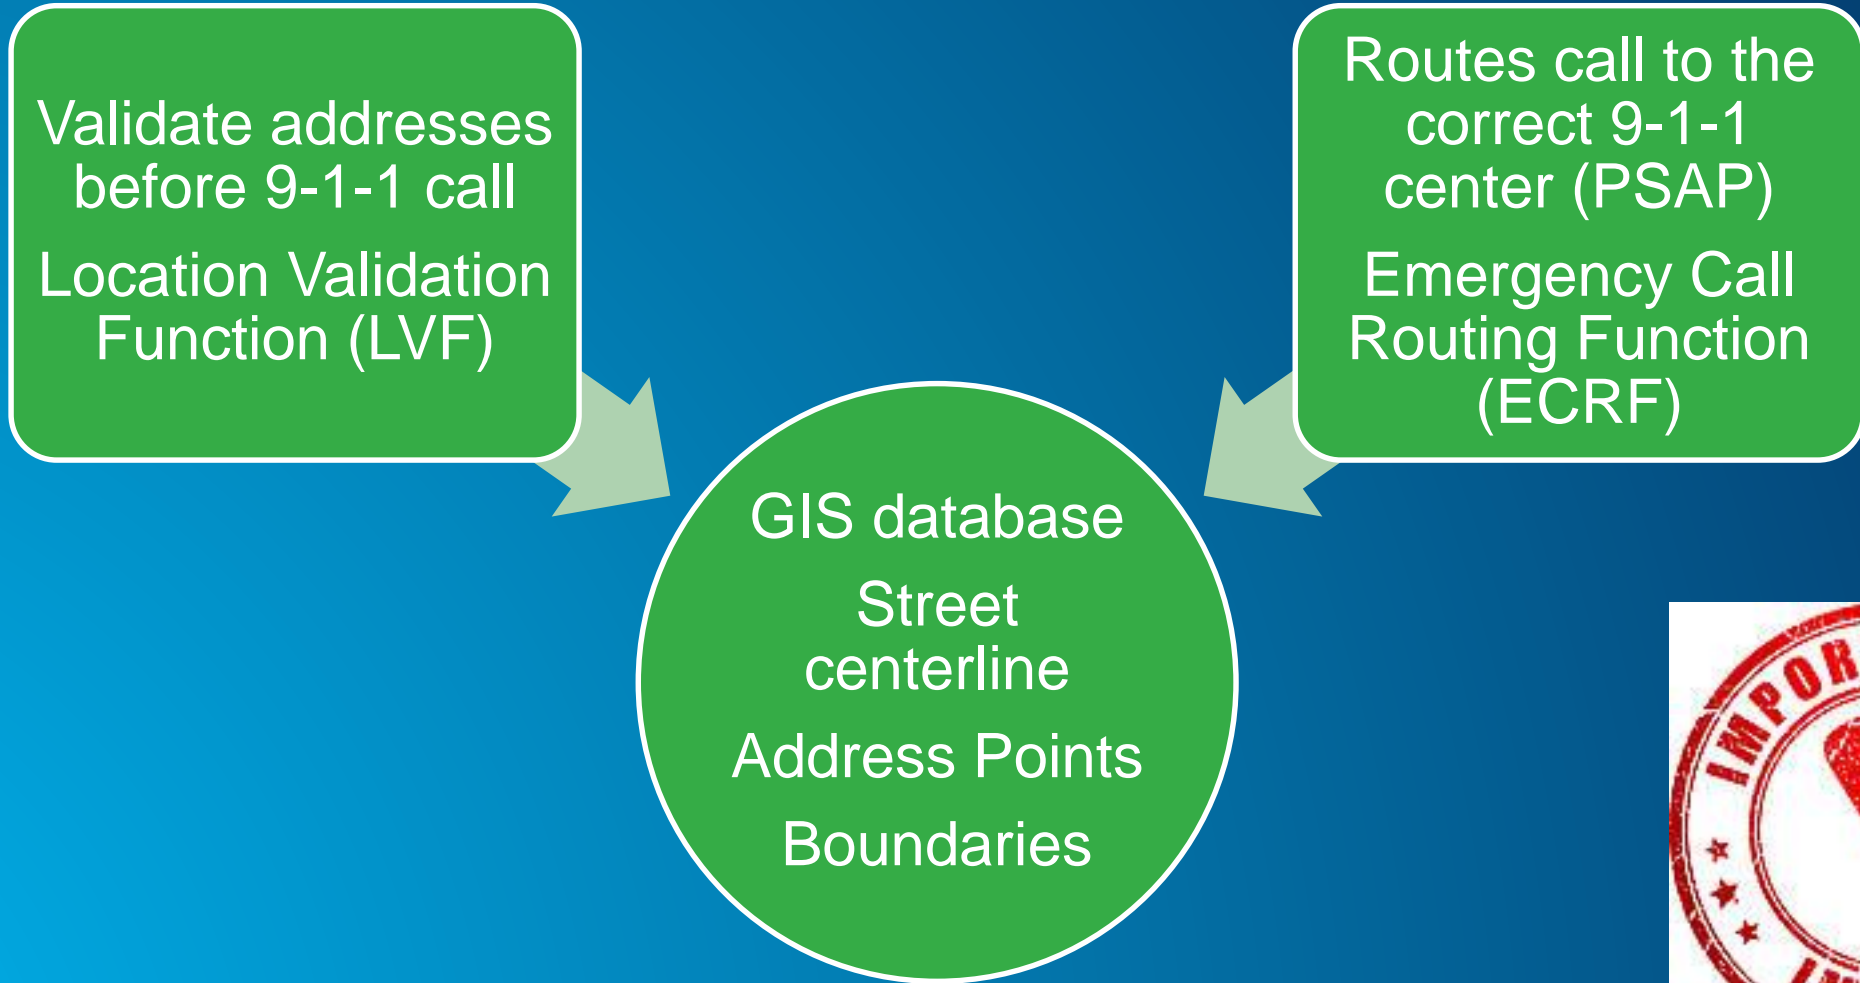 Validate addresses
before 9-1-1 call
Location Validation
Function (LVF)
Routes call to the
correct 9-1-1
center (PSAP)
Emergency Call
Routing Function
(ECRF)
GIS database
Street
centerline
Address Points
Boundaries